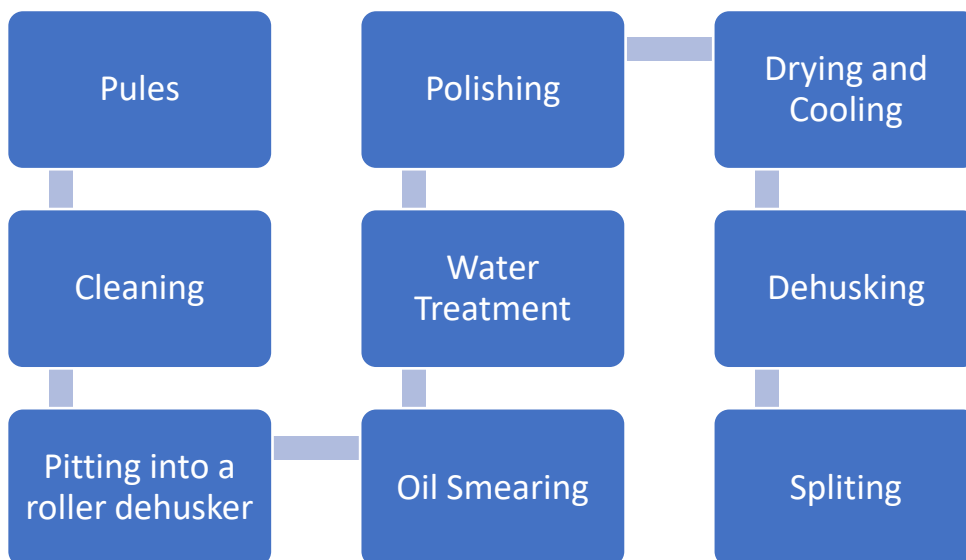 Pules
Cleaning
Pitting into a
roller dehusker
Oil Smearing
Water
Treatment
Polishing
Drying and
Cooling
Dehusking
Spliting